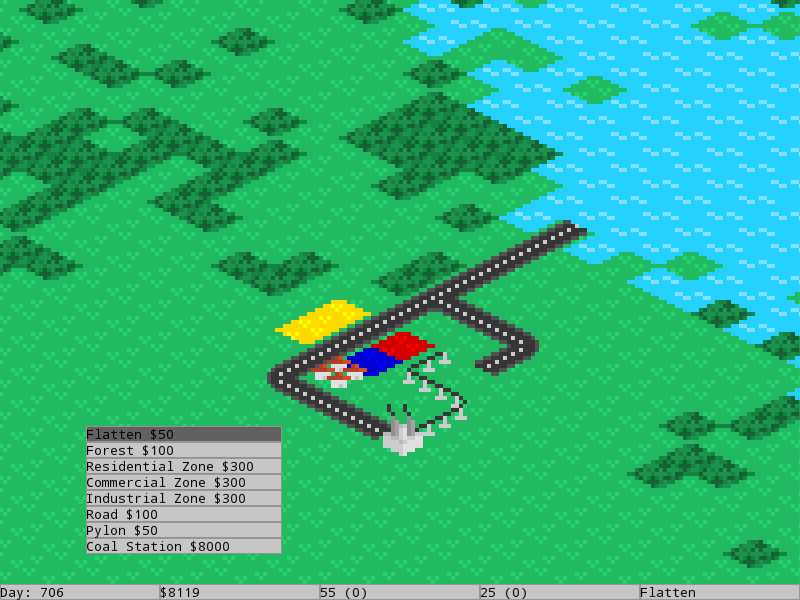 Flatten $50
Forest $100
Residential Zone $300
Commercial Zone $300
Industrial Zone $300
Road $100
Pylon $50
Coal Station $8000
Day: 706 $8119 55 (0) 25 (0) Flatten